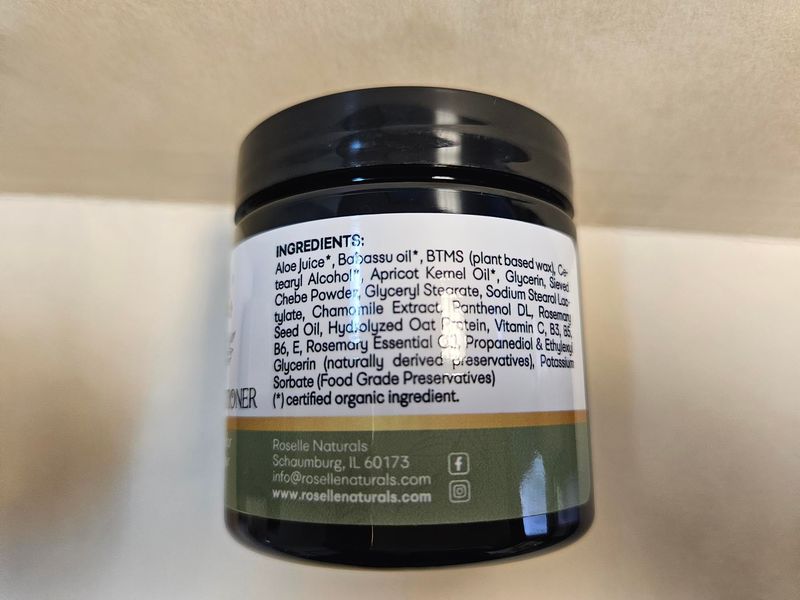 INGREDIENTS:
Aloe Juice*, Babassu oil*, BTMS (plant based wax), Ce-
tearyl Alcohol*, Apricot Kernel Oil*, Glycerin, Sieved
Chebe Powder, Glyceryl Stearate, Sodium Stearol Lac-
tylate, Chamomile Extract, Panthenol DL, Rosemary
Seed Oil, Hydrolyzed Oat Protein, Vitamin C, B3, B5,
B6, E, Rosemary Essential Oil, Propanediol & Ethylexyl
Glycerin (naturally derived preservatives), Potassium
Sorbate (Food Grade Preservatives)
(*) certified organic ingredient.
Roselle Naturals
Schaumburg, IL 60173
info@rosellenaturals.com
www.rosellenaturals.com